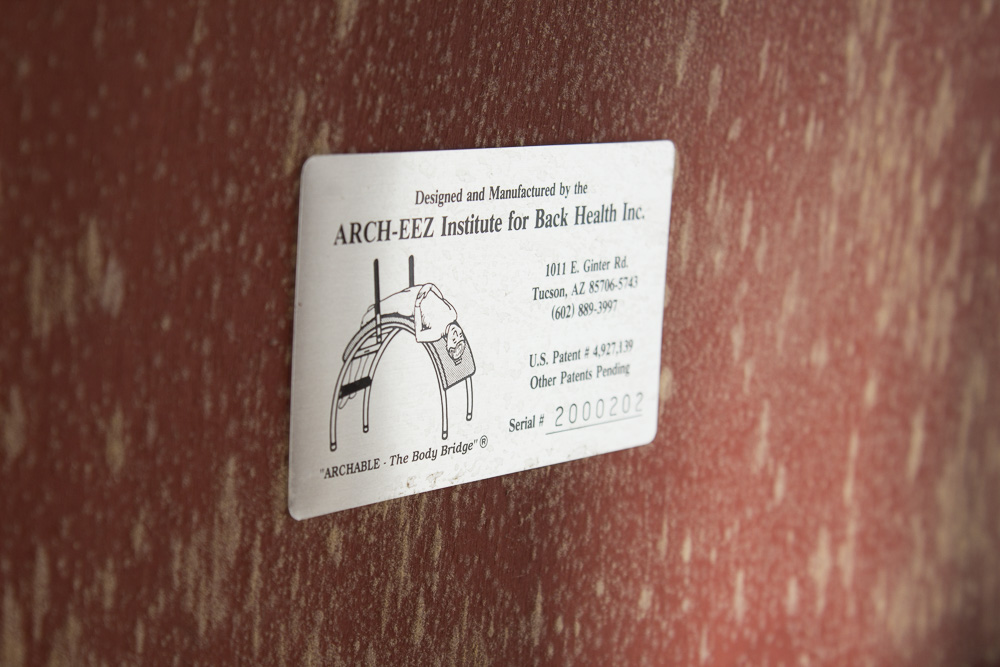 Designed and Manufactured by the
ARCH-EEZ Institute for Back Health Inc.
1011 E. Ginter Rd.
Tucson, AZ 85706-5743
(602) 889-3997
U.S. Patent # 4,927,139
Other Patents Pending
Serial # 2000202
"ARCHABLE - The Body Bridge"®